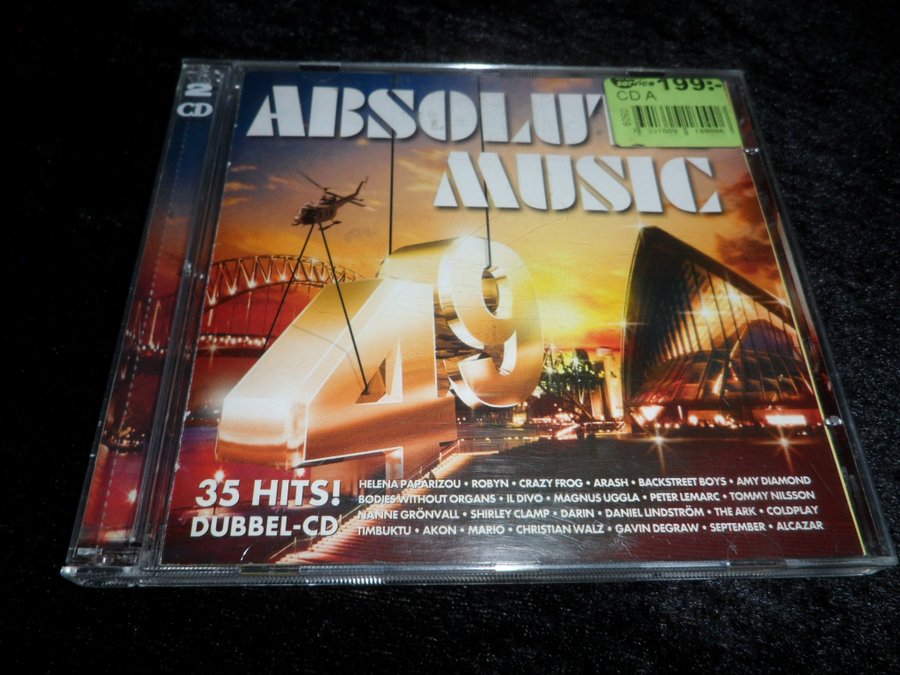 2
CD
ABSOLUT
MUSIC
service 199:-
CD A
49
35 HITS!
DUBBEL-CD
HELENA PAPARIZOU • ROBYN • CRAZY FROG • ARASH • BACKSTREET BOYS • AMY DIAMOND
BODIES WITHOUT ORGANS • IL DIVO • MAGNUS UGGLA • PETER LEMARC • TOMMY NILSSON
NANNE GRÖNVALL • SHIRLEY CLAMP • DARIN • DANIEL LINDSTRÖM • THE ARK • COLDPLAY
TIMBUKTU • AKON • MARIO • CHRISTIAN WALZ • GAVIN DEGRAW • SEPTEMBER • ALCAZAR